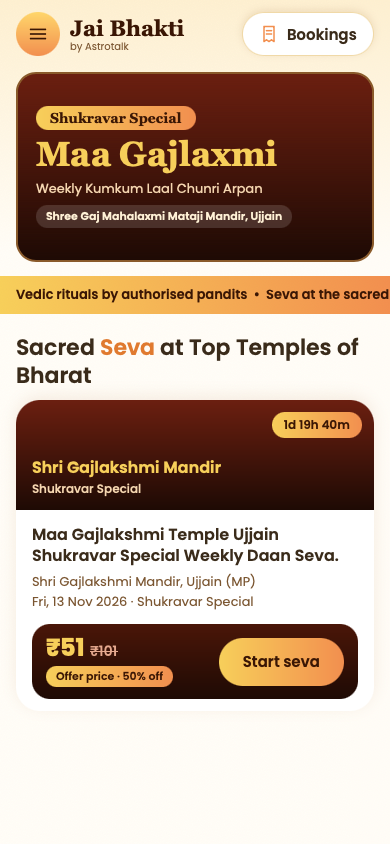 Jai Bhakti
by Astrotalk
Bookings
Shukravar Special
Maa Gajlaxmi
Weekly Kumkum Laal Chunri Arpan
Shree Gaj Mahalaxmi Mataji Mandir, Ujjain
Vedic rituals by authorised pandits • Seva at the sacred
Sacred Seva at Top Temples of
Bharat
1d 19h 40m
Shri Gajlakshmi Mandir
Shukravar Special
Maa Gajlakshmi Temple Ujjain
Shukravar Special Weekly Daan Seva.
Shri Gajlakshmi Mandir, Ujjain (MP)
Fri, 13 Nov 2026 · Shukravar Special
₹51 ₹101
Offer price · 50% off
Start seva